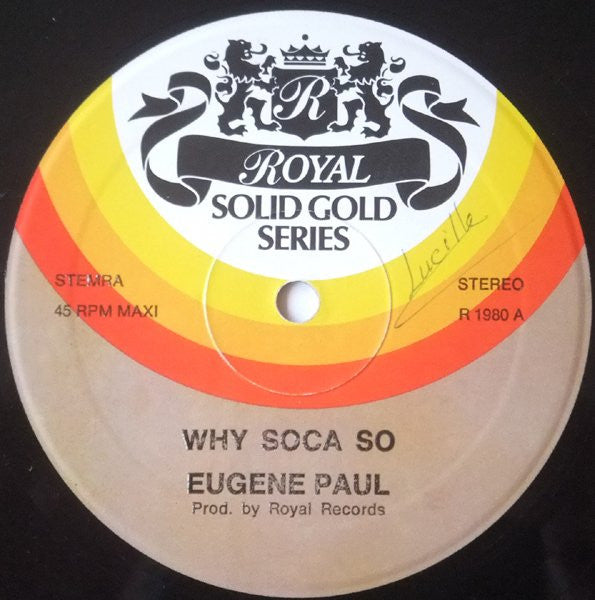 R
ROYAL
SOLID GOLD
SERIES
Lucille
STEMRA
45 RPM MAXI
STEREO
R 1980 A
WHY SOCA SO
EUGENE PAUL
Prod. by Royal Records